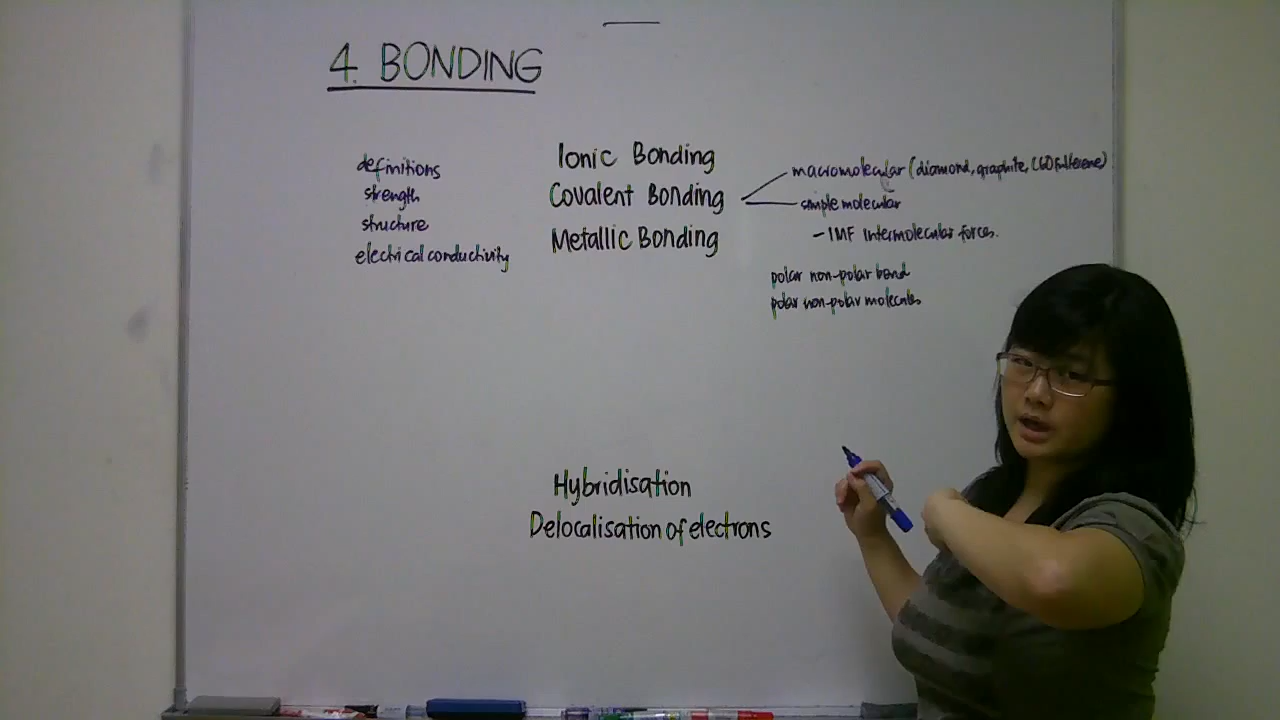 4. BONDING
definitions
strength
structure
electrical conductivity
Ionic Bonding
Covalent Bonding
Metallic Bonding
macromolecular (diamond, graphite, C60 fullerene)
simple molecular
- IMF intermolecular forces.
polar non-polar bond
polar non-polar molecules
Hybridisation
Delocalisation of electrons